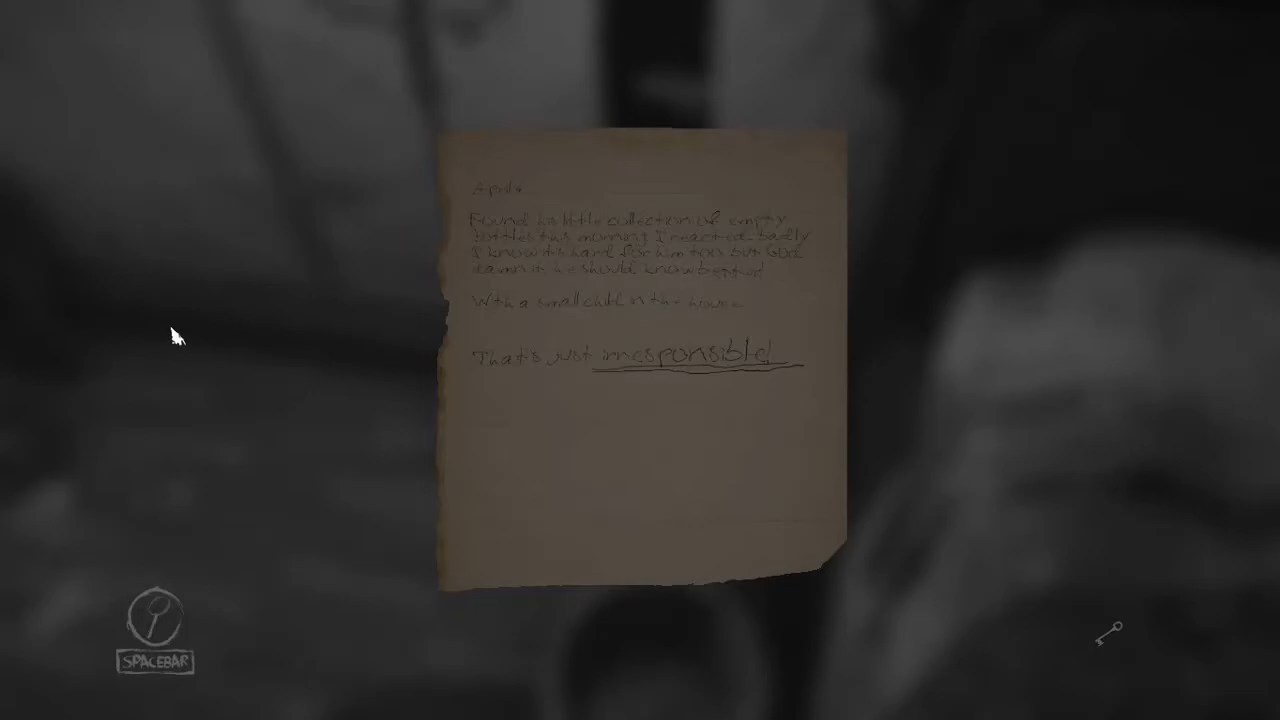 Found his little collection of empty
bottles this morning I reacted badly
I know it's hard for him too but God
damn it he should know better!
With a small child in the house
That's just irresponsible!
SPACEBAR